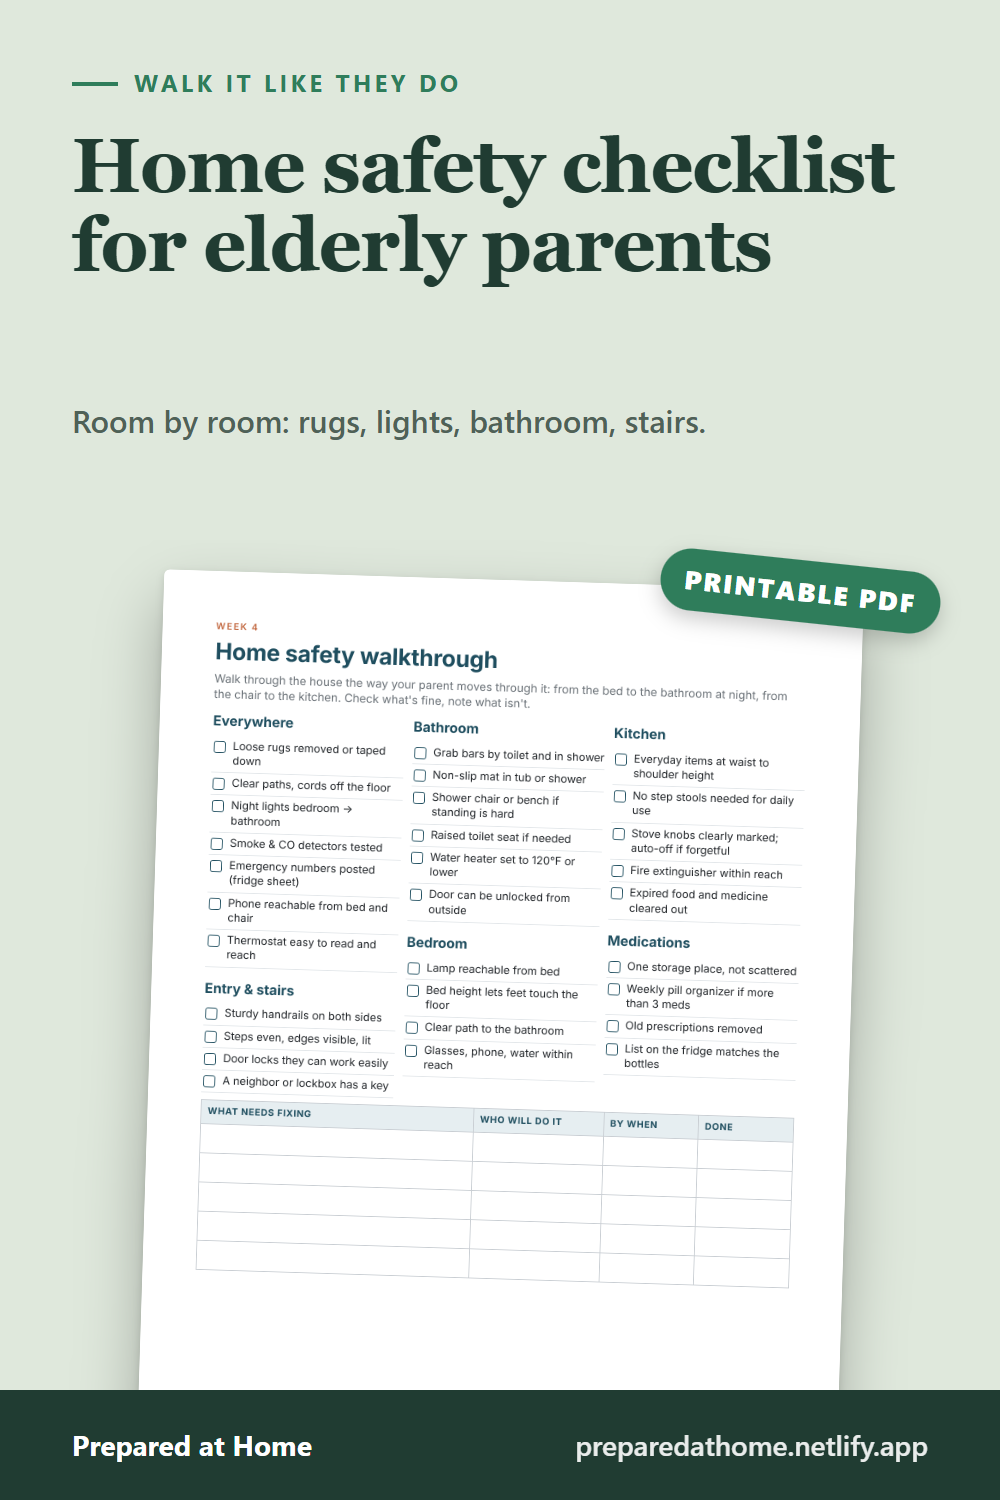 WALK IT LIKE THEY DO
Home safety checklist
for elderly parents
Room by room: rugs, lights, bathroom, stairs.
PRINTABLE PDF
WEEK 4
Home safety walkthrough
Walk through the house the way your parent moves through it: from the bed to the bathroom at night, from
the chair to the kitchen. Check what's fine, note what isn't.
Everywhere
Loose rugs removed or taped
down
Clear paths, cords off the floor
Night lights bedroom →
bathroom
Smoke & CO detectors tested
Emergency numbers posted
(fridge sheet)
Phone reachable from bed and
chair
Thermostat easy to read and
reach
Entry & stairs
Sturdy handrails on both sides
Steps even, edges visible, lit
Door locks they can work easily
A neighbor or lockbox has a key
Bathroom
Grab bars by toilet and in shower
Non-slip mat in tub or shower
Shower chair or bench if
standing is hard
Raised toilet seat if needed
Water heater set to 120°F or
lower
Door can be unlocked from
outside
Bedroom
Lamp reachable from bed
Bed height lets feet touch the
floor
Clear path to the bathroom
Glasses, phone, water within
reach
Kitchen
Everyday items at waist to
shoulder height
No step stools needed for daily
use
Stove knobs clearly marked;
auto-off if forgetful
Fire extinguisher within reach
Expired food and medicine
cleared out
Medications
One storage place, not scattered
Weekly pill organizer if more
than 3 meds
Old prescriptions removed
List on the fridge matches the
bottles
WHAT NEEDS FIXING
WHO WILL DO IT
BY WHEN
DONE
Prepared at Home
preparedathome.netlify.app